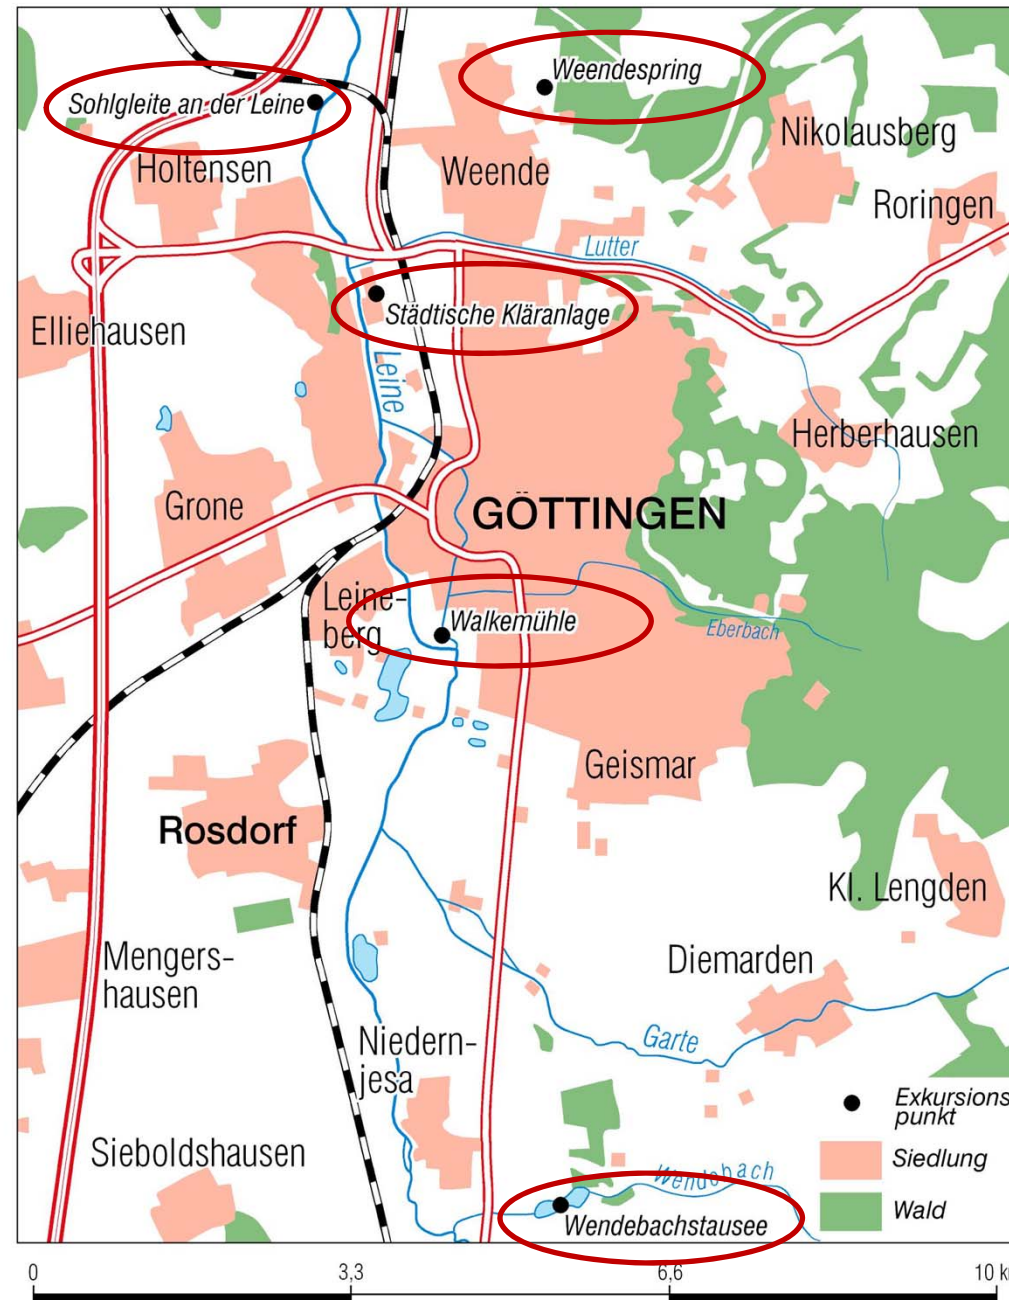 Weendespring
Sohlgleite an der Leine
Nikolausberg
Holtensen
Weende
Roringen
Lutter
Städtische Kläranlage
Elliehausen
Leine
Herberhausen
Grone
GÖTTINGEN
Leine-
berg
Walkemühle
Eberbach
Geismar
Rosdorf
Kl. Lengden
Mengers-
hausen
Diemarden
Niedern-
jesa
Garte
Exkursions
punkt
Sieboldshausen
Siedlung
Wendebach
Wald
Wendebachstausee
0 3,3 6,6 10 k